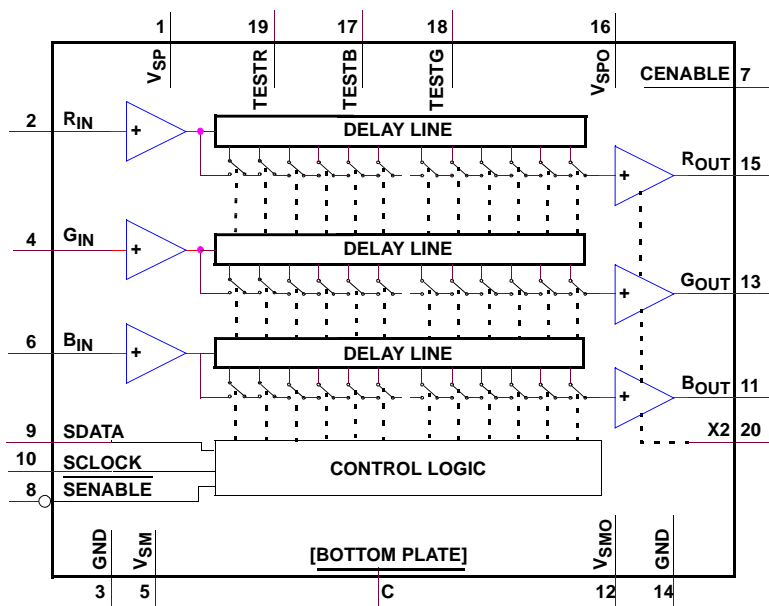 1 19 17 18 16
VSP TESTR TESTB TESTG VSPO
CENABLE 7
2 RIN + DELAY LINE
+ ROUT 15
4 GIN + DELAY LINE
+ GOUT 13
6 BIN + DELAY LINE
+ BOUT 11
9 SDATA X2 20
10 SCLOCK CONTROL LOGIC
8 SENABLE
GND VSM [BOTTOM PLATE] VSMO GND
3 5 C 12 14